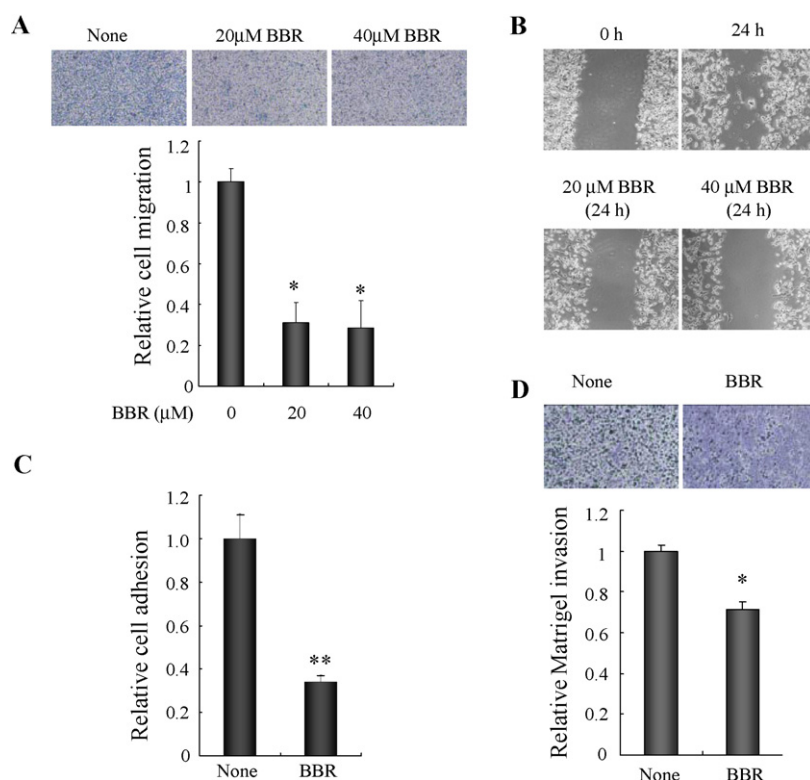 A
None 20μM BBR 40μM BBR
Relative cell migration
1.2
1
0.8
0.6
0.4
0.2
0
* *
BBR (μM) 0 20 40
B
0 h 24 h
20 μM BBR 40 μM BBR
(24 h) (24 h)
C
Relative cell adhesion
1.2
1.0
0.8
0.6
0.4
0.2
0
**
None BBR
D
None BBR
Relative Matrigel invasion
1.2
1
0.8
0.6
0.4
0.2
0
*
None BBR